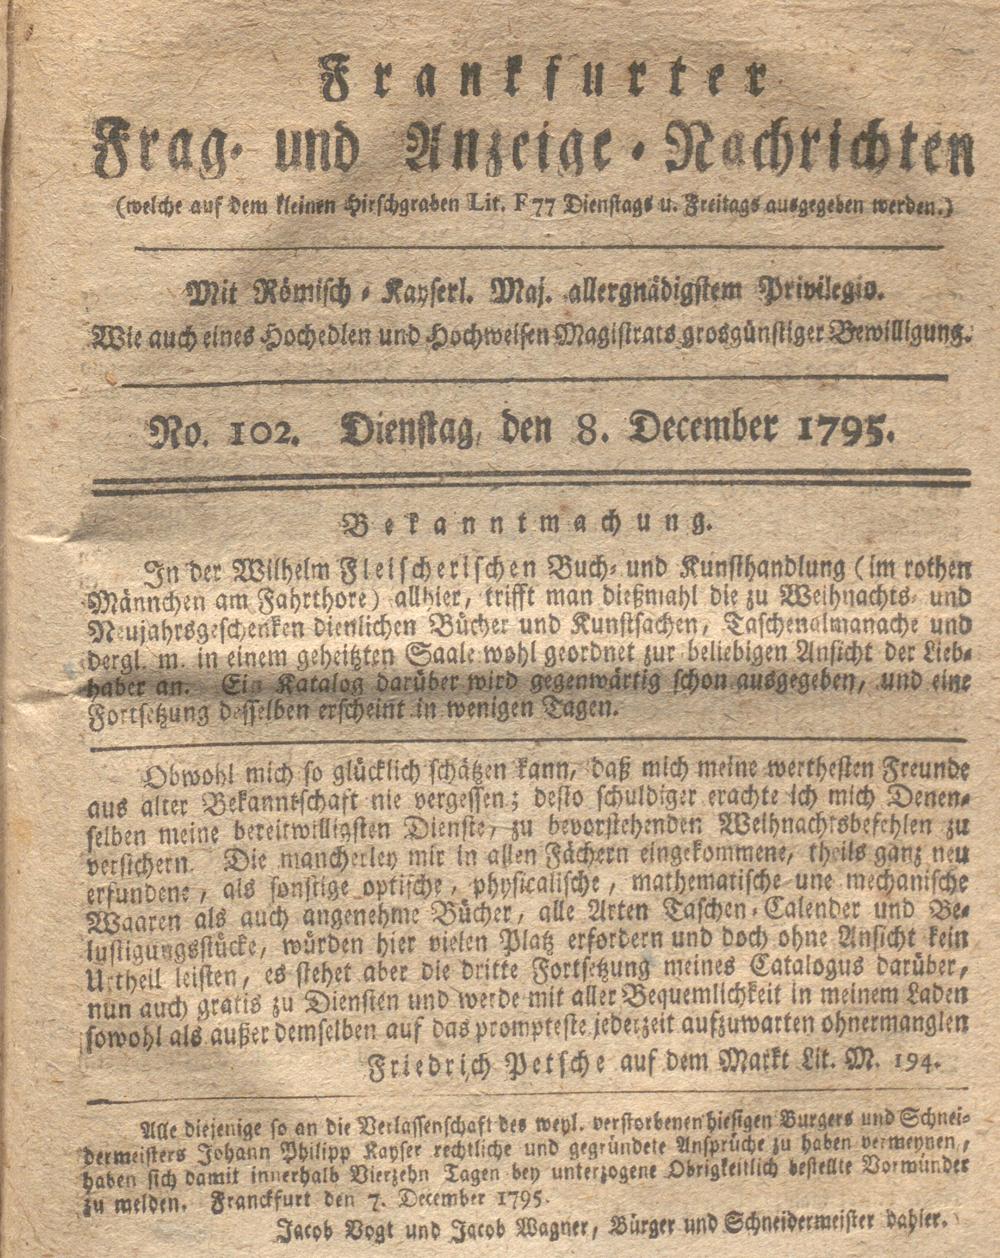 Frankfurter
Frag- und Anzeige-Nachrichten
(welche auf dem kleinen Hirschgraben Lit. F 77 Dienstags u. Freitags ausgegeben werden.)
Mit Römisch-Kayserl. Maj. allergnädigstem Privilegio.
Wie auch eines Hochedlen und Hochweisen Magistrats grosgünstiger Bewilligung.
No. 102. Dienstag, den 8. December 1795.
Bekanntmachung.
In der Wilhelm Fleischerischen Buch- und Kunsthandlung (im rothen
Männchen am Fahrthore) allhier, trifft man dießmahl die zu Weihnachts- und
Neujahrsgeschenken dienlichen Bücher und Kunstsachen, Taschenalmanache und
dergl. m. in einem geheitzten Saale wohl geordnet zur beliebigen Ansicht der Lieb-
haber an. Ein Katalog darüber wird gegenwärtig schon ausgegeben, und eine
Fortsetzung desselben erscheint in wenigen Tagen.
Obwohl mich so glücklich schätzen kann, daß mich meine werthesten Freunde
aus alter Bekanntschaft nie vergessen; desto schuldiger erachte ich mich Denen-
selben meine bereitwilligsten Dienste, zu bevorstehenden Weihnachtsbefehlen zu
versichern. Die mancherley mir in allen Fächern eingekommene, theils ganz neu
erfundene, als sonstige optische, physicalische, mathematische une mechanische
Waaren als auch angenehme Bücher, alle Arten Taschen-Calender und Be-
lustigungsstücke, würden hier vielen Platz erfordern und doch ohne Ansicht kein
Urtheil leisten, es stehet aber die dritte Fortsetzung meines Catalogus darüber,
nun auch gratis zu Diensten und werde mit aller Bequemlichkeit in meinem Laden
sowohl als außer demselben auf das prompteste jederzeit aufzuwarten ohnermanglen
Friedrich Petsche auf dem Markt Lit. M. 194.
Alle diejenige so an die Verlassenschaft des weyl. verstorbenen hiesigen Burgers und Schnei-
dermeisters Johann Philipp Kayser rechtliche und gegründete Ansprüche zu haben vermeynen,
haben sich damit innerhalb Vierzehn Tagen bey unterzogene Obrigkeitlich bestellte Vormünder
zu melden. Franckfurt den 7. December 1795.
Jacob Vogt und Jacob Wagner, Bürger und Schneidermeister dahier.